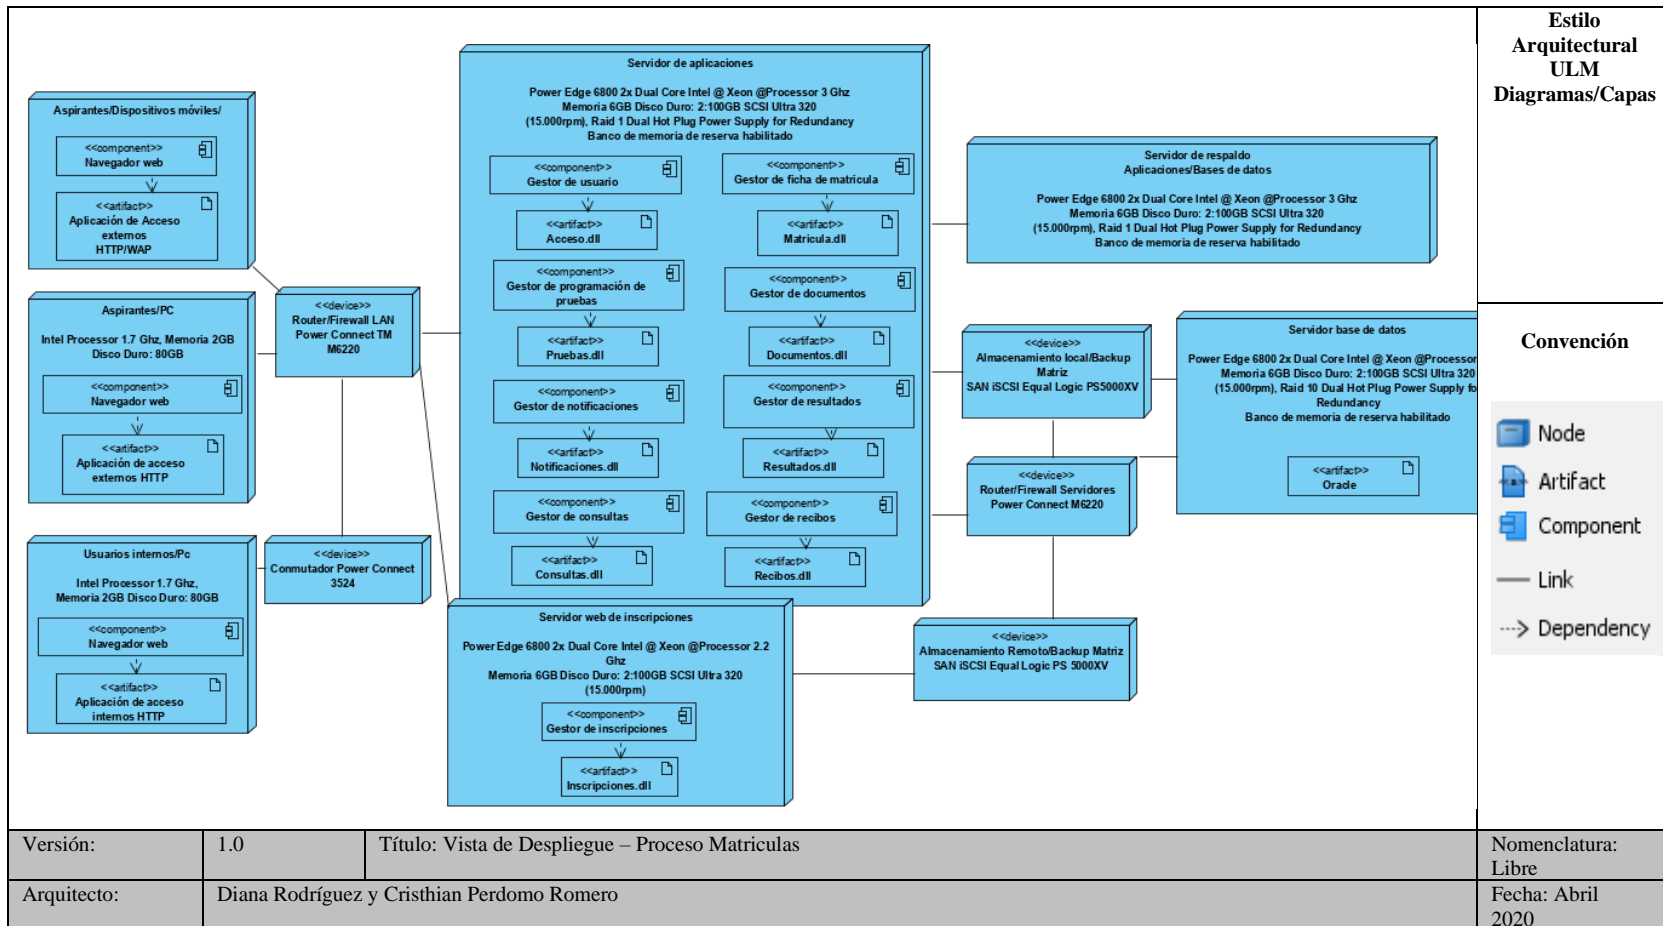 Aspirantes/Dispositivos móviles/
<<component>>
Navegador web
<<artifact>>
Aplicación de Acceso
externos
HTTP/WAP
Aspirantes/PC
Intel Processor 1.7 Ghz, Memoria 2GB
Disco Duro: 80GB
<<component>>
Navegador web
<<artifact>>
Aplicación de acceso
externos HTTP
Usuarios internos/Pc
Intel Processor 1.7 Ghz,
Memoria 2GB Disco Duro: 80GB
<<component>>
Navegador web
<<artifact>>
Aplicación de acceso
internos HTTP
<<device>>
Router/Firewall LAN
Power Connect TM
M6220
<<device>>
Conmutador Power Connect
3524
Servidor de aplicaciones
Power Edge 6800 2x Dual Core Intel @ Xeon @Processor 3 Ghz
Memoria 6GB Disco Duro: 2:100GB SCSI Ultra 320
(15.000rpm), Raid 1 Dual Hot Plug Power Supply for Redundancy
Banco de memoria de reserva habilitado
<<component>>
Gestor de usuario
<<artifact>>
Acceso.dll
<<component>>
Gestor de programación de
pruebas
<<artifact>>
Pruebas.dll
<<component>>
Gestor de notificaciones
<<artifact>>
Notificaciones.dll
<<component>>
Gestor de consultas
<<artifact>>
Consultas.dll
<<component>>
Gestor de ficha de matricula
<<artifact>>
Matricula.dll
<<component>>
Gestor de documentos
<<artifact>>
Documentos.dll
<<component>>
Gestor de resultados
<<artifact>>
Resultados.dll
<<component>>
Gestor de recibos
<<artifact>>
Recibos.dll
Servidor web de inscripciones
Power Edge 6800 2x Dual Core Intel @ Xeon @Processor 2.2
Ghz
Memoria 6GB Disco Duro: 2:100GB SCSI Ultra 320
(15.000rpm)
<<component>>
Gestor de inscripciones
<<artifact>>
Inscripciones.dll
Servidor de respaldo
Aplicaciones/Bases de datos
Power Edge 6800 2x Dual Core Intel @ Xeon @Processor 3 Ghz
Memoria 6GB Disco Duro: 2:100GB SCSI Ultra 320
(15.000rpm), Raid 1 Dual Hot Plug Power Supply for Redundancy
Banco de memoria de reserva habilitado
<<device>>
Almacenamiento local/Backup
Matriz
SAN iSCSI Equal Logic PS5000XV
<<device>>
Router/Firewall Servidores
Power Connect M6220
<<device>>
Almacenamiento Remoto/Backup Matriz
SAN iSCSI Equal Logic PS 5000XV
Servidor base de datos
Power Edge 6800 2x Dual Core Intel @ Xeon @Processor
Memoria 6GB Disco Duro: 2:100GB SCSI Ultra 320
(15.000rpm), Raid 10 Dual Hot Plug Power Supply fo
Redundancy
Banco de memoria de reserva habilitado
<<artifact>>
Oracle
Estilo
Arquitectural
ULM
Diagramas/Capas
Convención
Node
Artifact
Component
Link
Dependency
Versión:
1.0
Título: Vista de Despliegue – Proceso Matriculas
Nomenclatura:
Libre
Arquitecto:
Diana Rodríguez y Cristhian Perdomo Romero
Fecha: Abril
2020